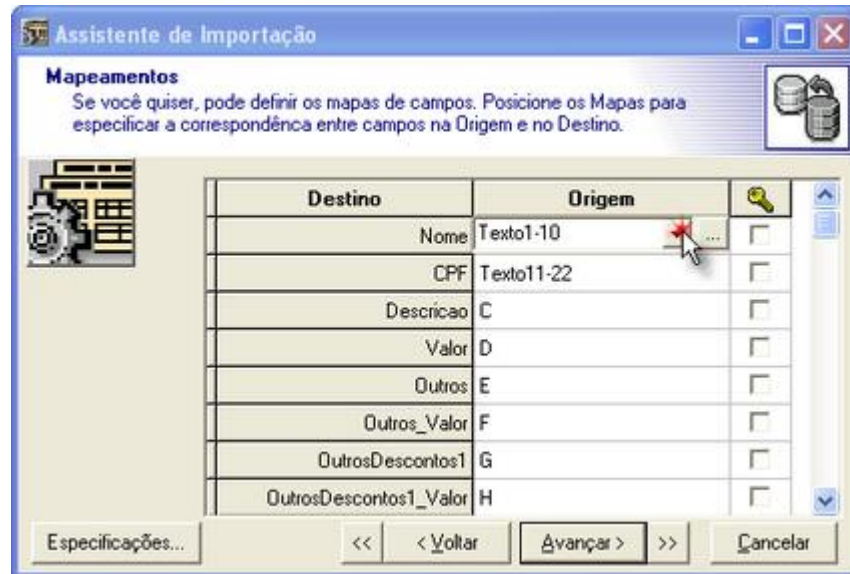 Assistente de Importação
Mapeamentos
Se você quiser, pode definir os mapas de campos. Posicione os Mapas para
especificar a correspondênca entre campos na Origem e no Destino.
Destino Origem
Nome Texto1-10 ...
CPF Texto11-22
Descricao C
Valor D
Outros E
Outros_Valor F
OutrosDescontos1 G
OutrosDescontos1_Valor H
Especificações... << < Voltar Avançar > >> Cancelar